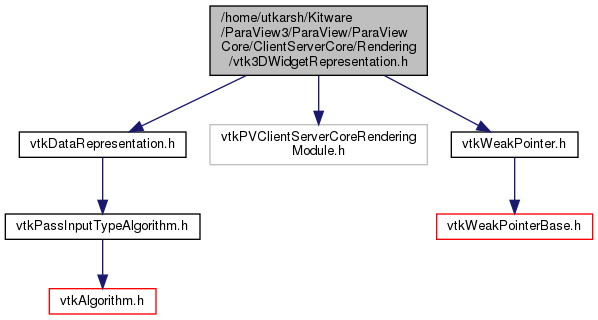 /home/utkarsh/Kitware
/ParaView3/ParaView/ParaView
Core/ClientServerCore/Rendering
/vtk3DWidgetRepresentation.h
vtkDataRepresentation.h
vtkPVClientServerCoreRendering
Module.h
vtkWeakPointer.h
vtkPassInputTypeAlgorithm.h
vtkWeakPointerBase.h
vtkAlgorithm.h